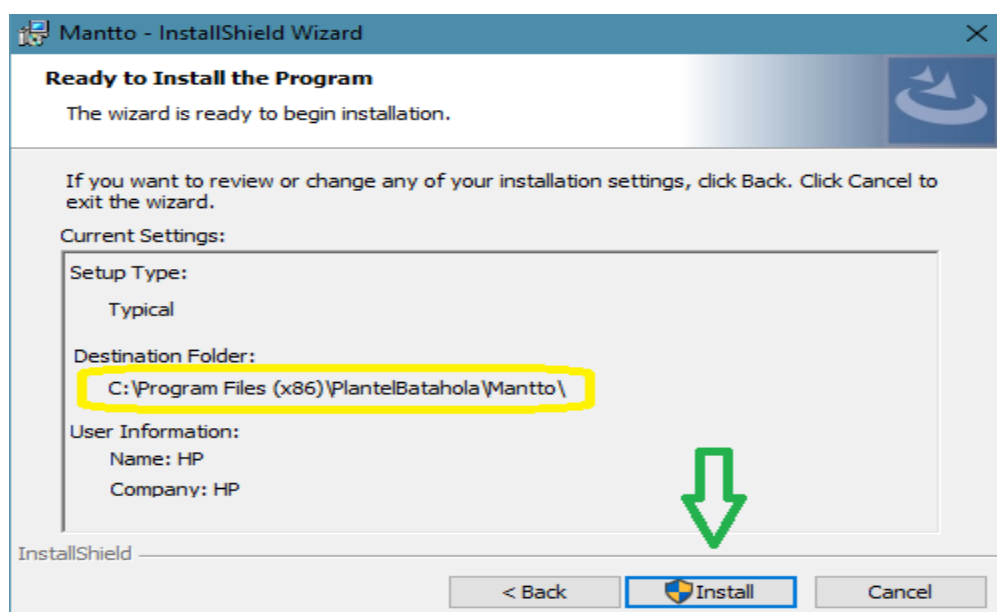 Mantto - InstallShield Wizard
Ready to Install the Program
The wizard is ready to begin installation.
If you want to review or change any of your installation settings, click Back. Click Cancel to
exit the wizard.
Current Settings:
Setup Type:
Typical
Destination Folder:
C:\Program Files (x86)\PlantelBatahola\Mantto\
User Information:
Name: HP
Company: HP
InstallShield
< Back
Install
Cancel